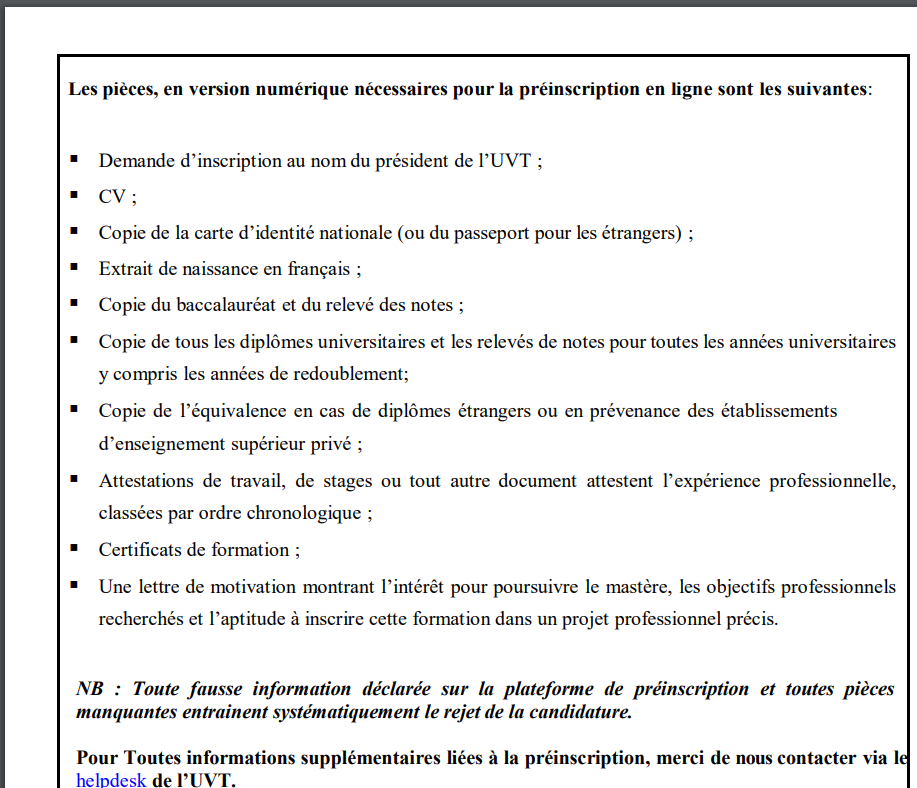 Les pièces, en version numérique nécessaires pour la préinscription en ligne sont les suivantes:
▪ Demande d’inscription au nom du président de l’UVT ;
▪ CV ;
▪ Copie de la carte d’identité nationale (ou du passeport pour les étrangers) ;
▪ Extrait de naissance en français ;
▪ Copie du baccalauréat et du relevé des notes ;
▪ Copie de tous les diplômes universitaires et les relevés de notes pour toutes les années universitaires
y compris les années de redoublement;
▪ Copie de l’équivalence en cas de diplômes étrangers ou en prévenance des établissements
d’enseignement supérieur privé ;
▪ Attestations de travail, de stages ou tout autre document attestent l’expérience professionnelle,
classées par ordre chronologique ;
▪ Certificats de formation ;
▪ Une lettre de motivation montrant l’intérêt pour poursuivre le mastère, les objectifs professionnels
recherchés et l’aptitude à inscrire cette formation dans un projet professionnel précis.
NB : Toute fausse information déclarée sur la plateforme de préinscription et toutes pièces
manquantes entrainent systématiquement le rejet de la candidature.
Pour Toutes informations supplémentaires liées à la préinscription, merci de nous contacter via le
helpdesk de l’UVT.